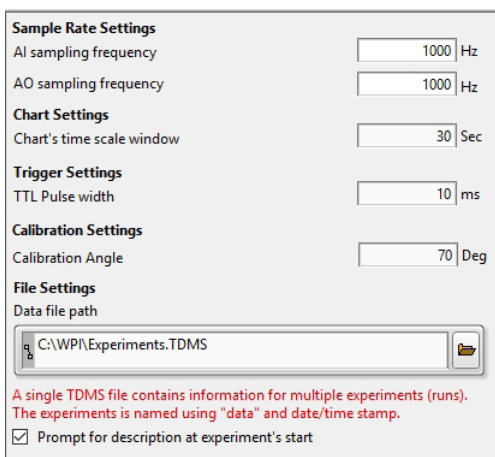 Sample Rate Settings
AI sampling frequency 1000 Hz
AO sampling frequency 1000 Hz
Chart Settings
Chart's time scale window 30 Sec
Trigger Settings
TTL Pulse width 10 ms
Calibration Settings
Calibration Angle 70 Deg
File Settings
Data file path
C:\WPI\Experiments.TDMS
A single TDMS file contains information for multiple experiments (runs).
The experiments is named using "data" and date/time stamp.
Prompt for description at experiment's start